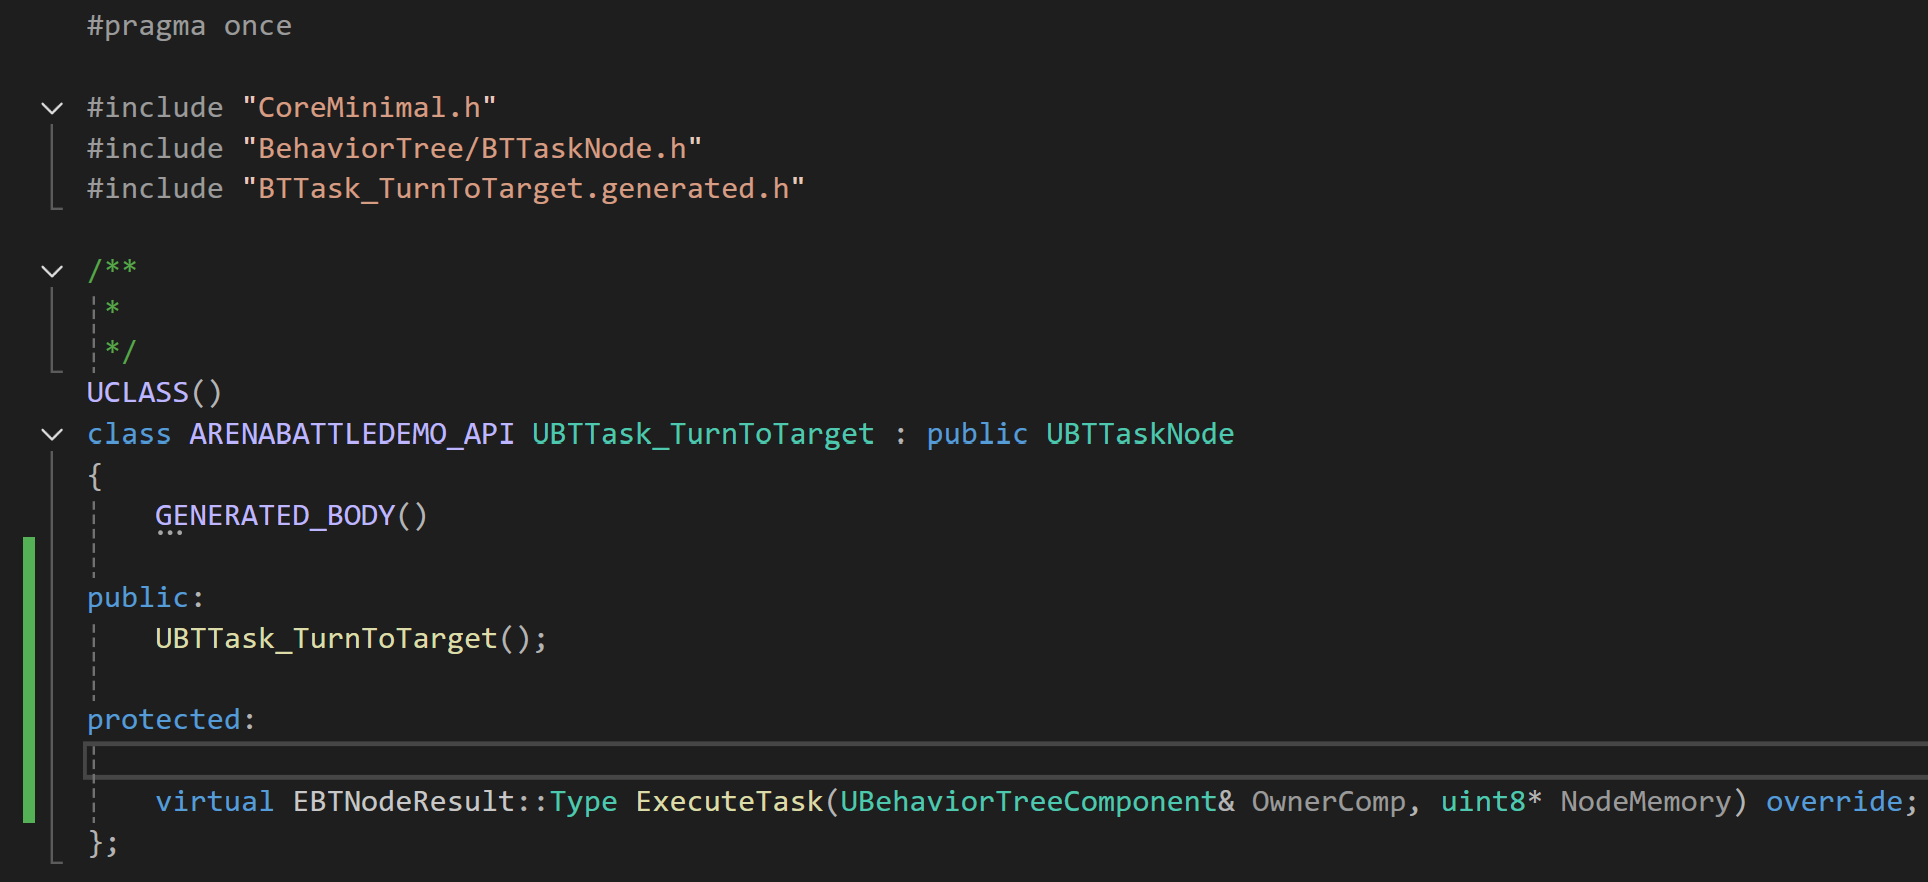 #pragma once
#include "CoreMinimal.h"
#include "BehaviorTree/BTTaskNode.h"
#include "BTTask_TurnToTarget.generated.h"
/**
 *
 */
UCLASS()
class ARENABATTLEDEMO_API UBTTask_TurnToTarget : public UBTTaskNode
{
    GENERATED_BODY()
public:
    UBTTask_TurnToTarget();
protected:
    virtual EBTNodeResult::Type ExecuteTask(UBehaviorTreeComponent& OwnerComp, uint8* NodeMemory) override;
};